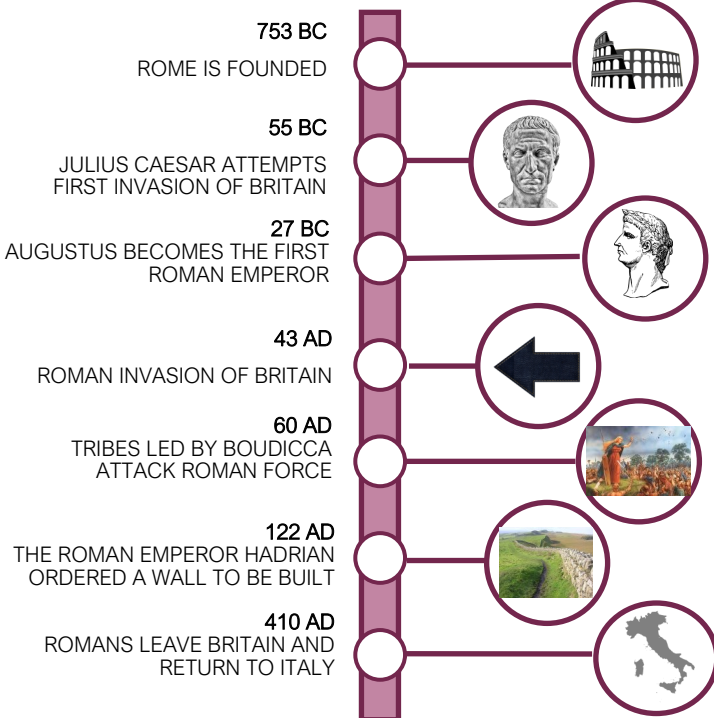 753 BC
ROME IS FOUNDED
55 BC
JULIUS CAESAR ATTEMPTS
FIRST INVASION OF BRITAIN
27 BC
AUGUSTUS BECOMES THE FIRST
ROMAN EMPEROR
43 AD
ROMAN INVASION OF BRITAIN
60 AD
TRIBES LED BY BOUDICCA
ATTACK ROMAN FORCE
122 AD
THE ROMAN EMPEROR HADRIAN
ORDERED A WALL TO BE BUILT
410 AD
ROMANS LEAVE BRITAIN AND
RETURN TO ITALY